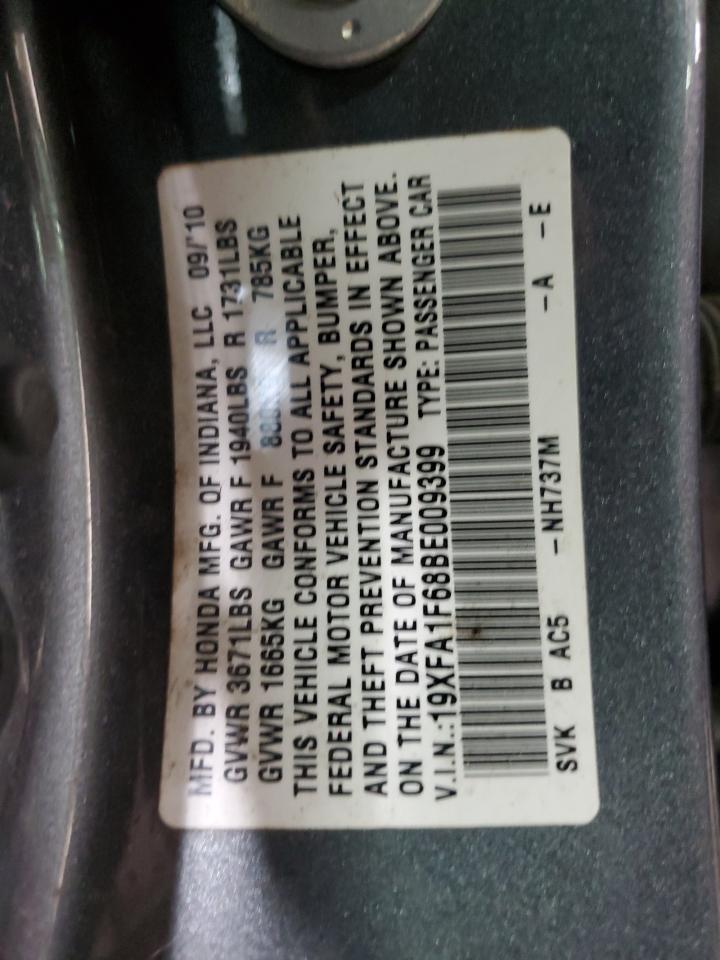 MFD. BY HONDA MFG. OF INDIANA, LLC 09/'10
GVWR 3671LBS GAWR F 1940LBS R 1731LBS
GVWR 1665KG GAWR F R 785KG
THIS VEHICLE CONFORMS TO ALL APPLICABLE
FEDERAL MOTOR VEHICLE SAFETY, BUMPER,
AND THEFT PREVENTION STANDARDS IN EFFECT
ON THE DATE OF MANUFACTURE SHOWN ABOVE.
V.I.N.:19XFA1F68BE009399 TYPE: PASSENGER CAR
SVK B AC5 - NH737M - A - E